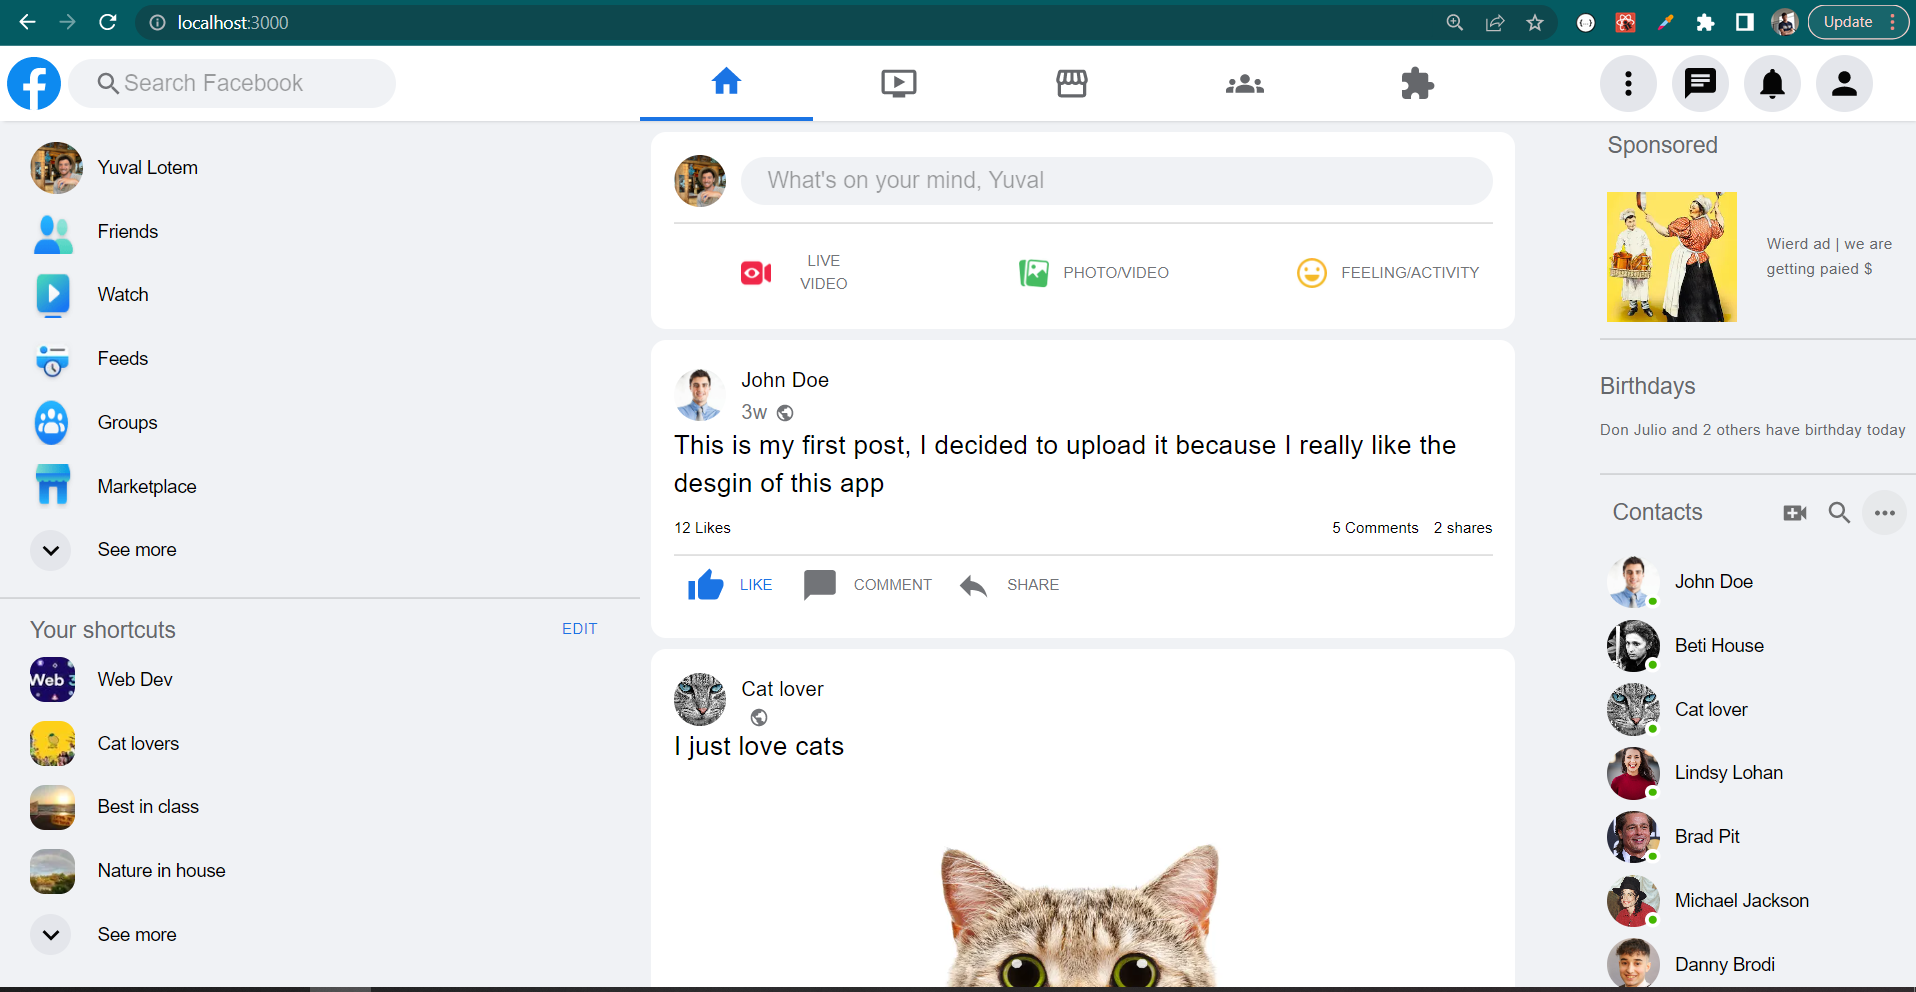 localhost:3000
Update
Search Facebook
Yuval Lotem
Friends
Watch
Feeds
Groups
Marketplace
See more
Your shortcuts
EDIT
Web 3
Web Dev
Cat lovers
Best in class
Nature in house
See more
What's on your mind, Yuval
LIVE
VIDEO
PHOTO/VIDEO
FEELING/ACTIVITY
John Doe
3w
This is my first post, I decided to upload it because I really like the
desgin of this app
12 Likes
5 Comments 2 shares
LIKE
COMMENT
SHARE
Cat lover
I just love cats
Sponsored
Wierd ad | we are
getting paied $
Birthdays
Don Julio and 2 others have birthday today
Contacts
John Doe
Beti House
Cat lover
Lindsy Lohan
Brad Pit
Michael Jackson
Danny Brodi